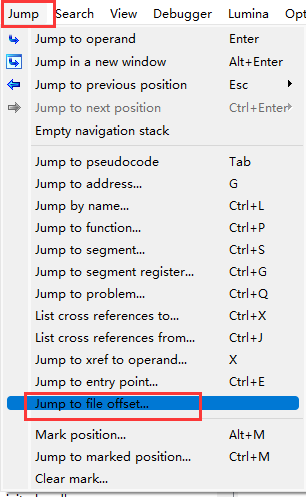 Jump Search View Debugger Lumina Op
Jump to operand Enter
Jump in a new window Alt+Enter
Jump to previous position Esc
Jump to next position Ctrl+Enter
Empty navigation stack
Jump to pseudocode Tab
Jump to address... G
Jump by name... Ctrl+L
Jump to function... Ctrl+P
Jump to segment... Ctrl+S
Jump to segment register... Ctrl+G
Jump to problem... Ctrl+Q
List cross references to... Ctrl+X
List cross references from... Ctrl+J
Jump to xref to operand... X
Jump to entry point... Ctrl+E
Jump to file offset...
Mark position... Alt+M
Jump to marked position... Ctrl+M
Clear mark...